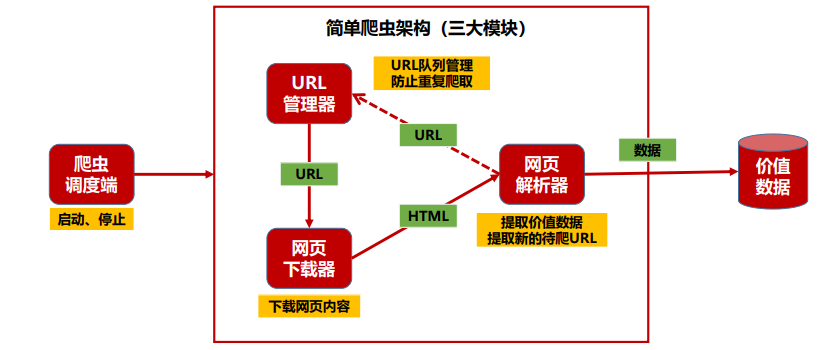 简单爬虫架构（三大模块）
URL
管理器
URL队列管理
防止重复爬取
URL
爬虫
调度端
启动、停止
URL
网页
解析器
数据
价值
数据
HTML
提取价值数据
提取新的待爬URL
网页
下载器
下载网页内容